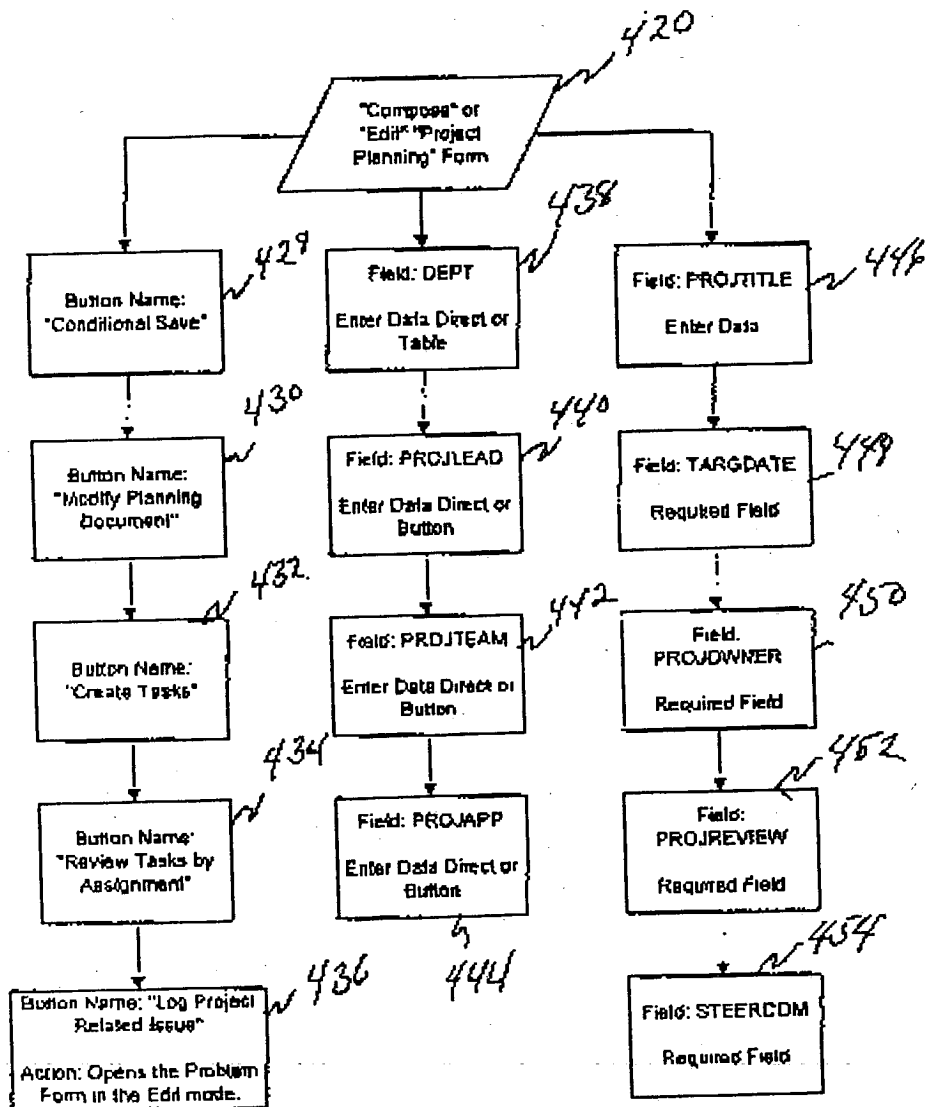 420
"Compose" or
"Edit" "Project
Planning" Form
428
Button Name:
"Conditional Save"
430
Button Name:
"Modify Planning
Document"
432
Button Name:
"Create Tasks"
434
Button Name:
"Review Tasks by
Assignment"
436
Button Name: "Log Project
Related Issue"
Action: Opens the Problem
Form in the Edit mode.
438
Field: DEPT
Enter Data Direct or
Table
440
Field: PROJLEAD
Enter Data Direct or
Button
442
Field: PROJTEAM
Enter Data Direct or
Button
Field: PROJAPP
Enter Data Direct or
Button
444
446
Field: PROJTITLE
Enter Data
Field: TARGDATE
Required Field
450
Field:
PROJOWNER
Required Field
452
Field:
PROJREVIEW
Required Field
454
Field: STEERCOM
Required Field